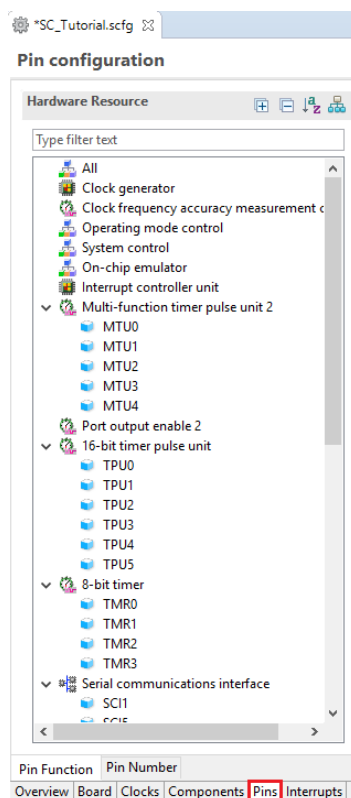 *SC_Tutorial.scfg
Pin configuration
Hardware Resource
Type filter text
All
Clock generator
Clock frequency accuracy measurement c
Operating mode control
System control
On-chip emulator
Interrupt controller unit
Multi-function timer pulse unit 2
MTU0
MTU1
MTU2
MTU3
MTU4
Port output enable 2
16-bit timer pulse unit
TPU0
TPU1
TPU2
TPU3
TPU4
TPU5
8-bit timer
TMR0
TMR1
TMR2
TMR3
Serial communications interface
SCI1
SCI5
Pin Function Pin Number
Overview Board Clocks Components Pins Interrupts